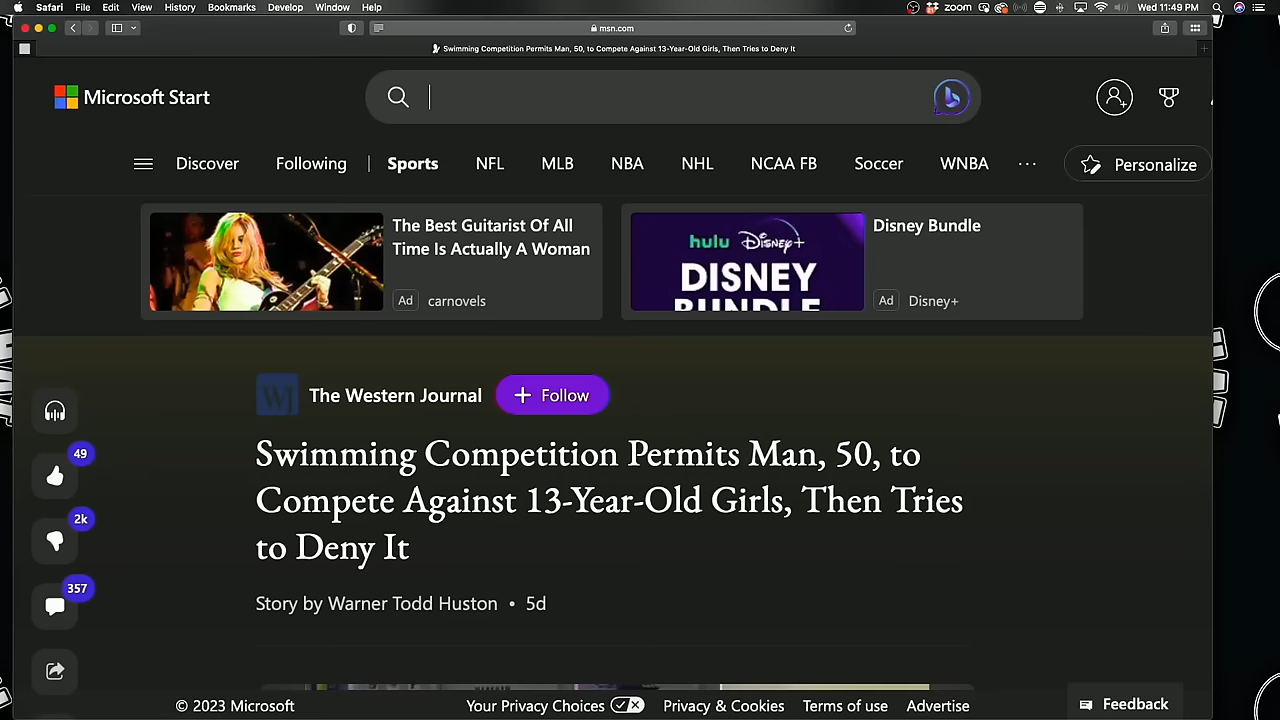 Safari File Edit View History Bookmarks Develop Window Help zoom Wed 11:49 PM
msn.com
Swimming Competition Permits Man, 50, to Compete Against 13-Year-Old Girls, Then Tries to Deny It
Microsoft Start
Discover Following | Sports NFL MLB NBA NHL NCAA FB Soccer WNBA ... Personalize
The Best Guitarist Of All
Time Is Actually A Woman
Ad carnovels
hulu Disney+
DISNEY
BUNDLE
Disney Bundle
Ad Disney+
WJ The Western Journal + Follow
Swimming Competition Permits Man, 50, to
Compete Against 13-Year-Old Girls, Then Tries
to Deny It
Story by Warner Todd Huston • 5d
49
2k
357
© 2023 Microsoft Your Privacy Choices Privacy & Cookies Terms of use Advertise Feedback